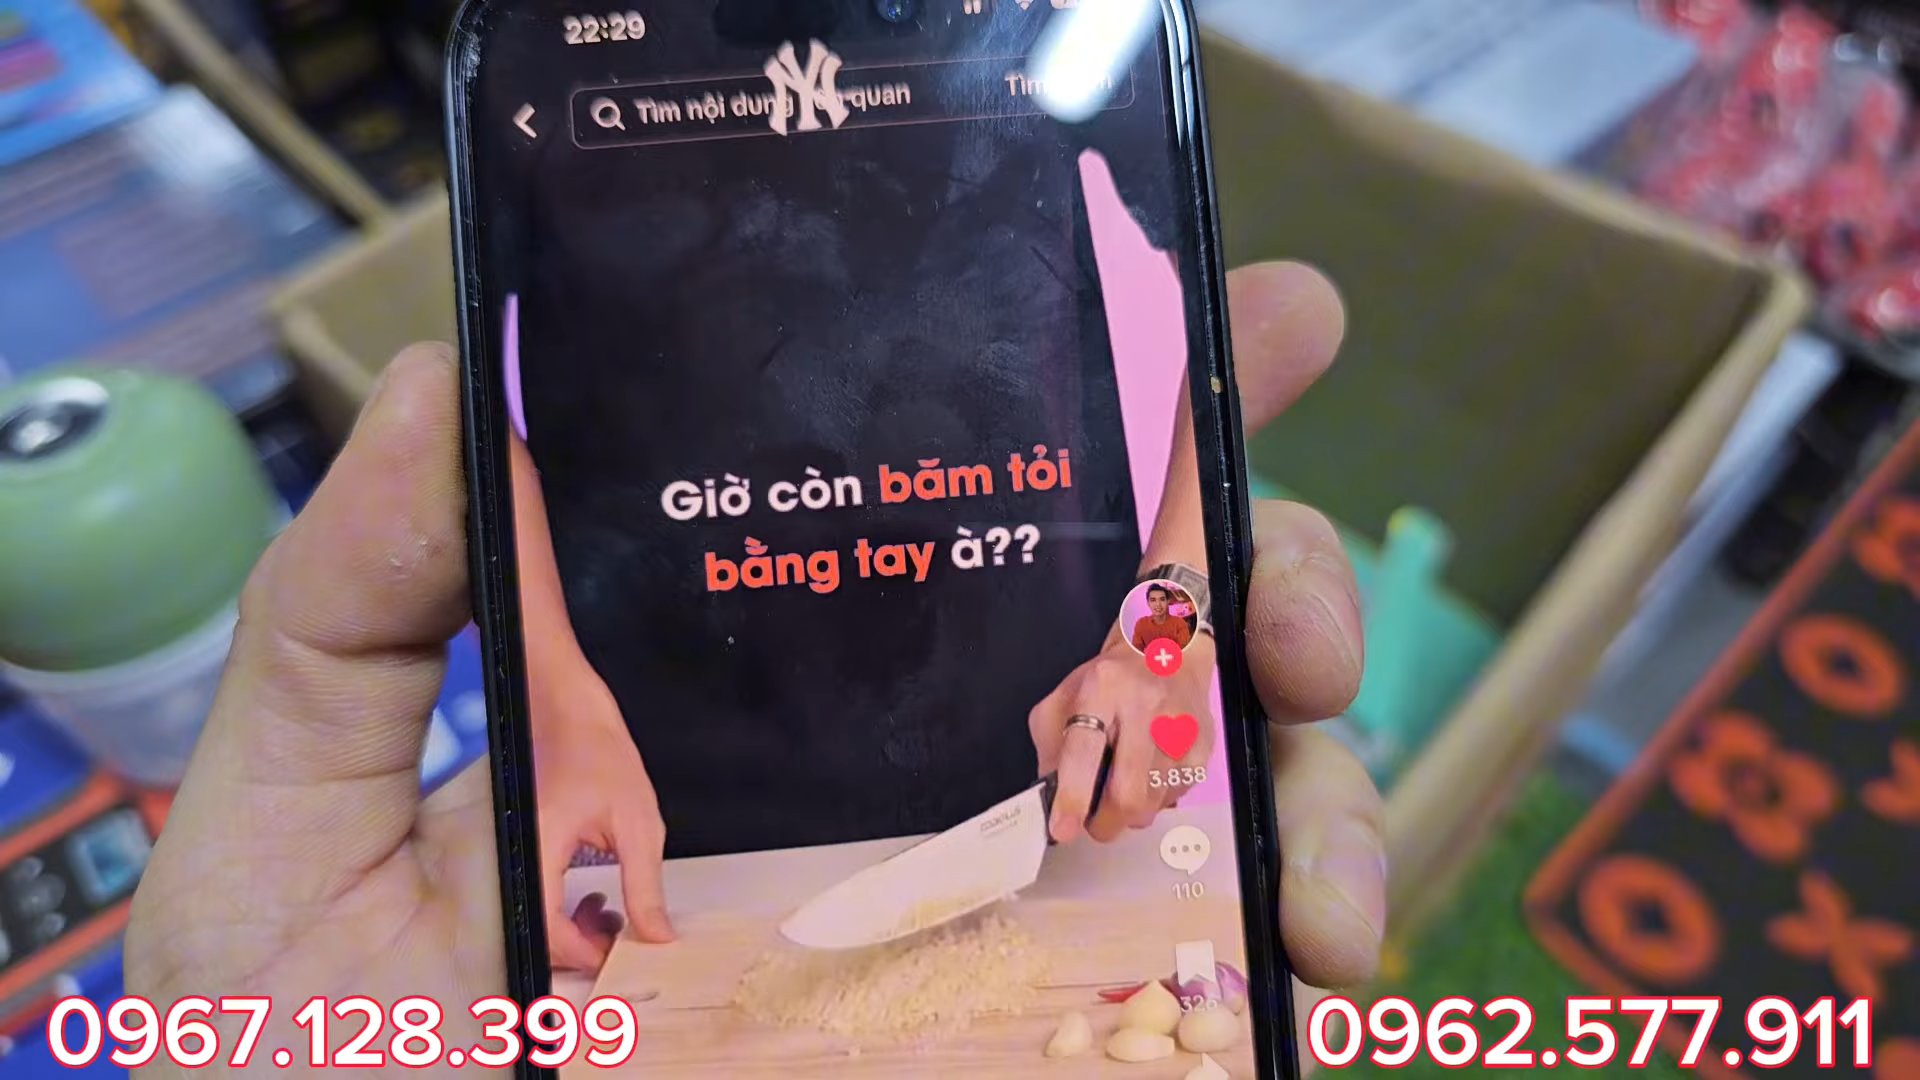 22:29
Tìm nội dung quan
Giờ còn băm tỏi
bằng tay à??
3.838
110
326
0967.128.399
0962.577.911